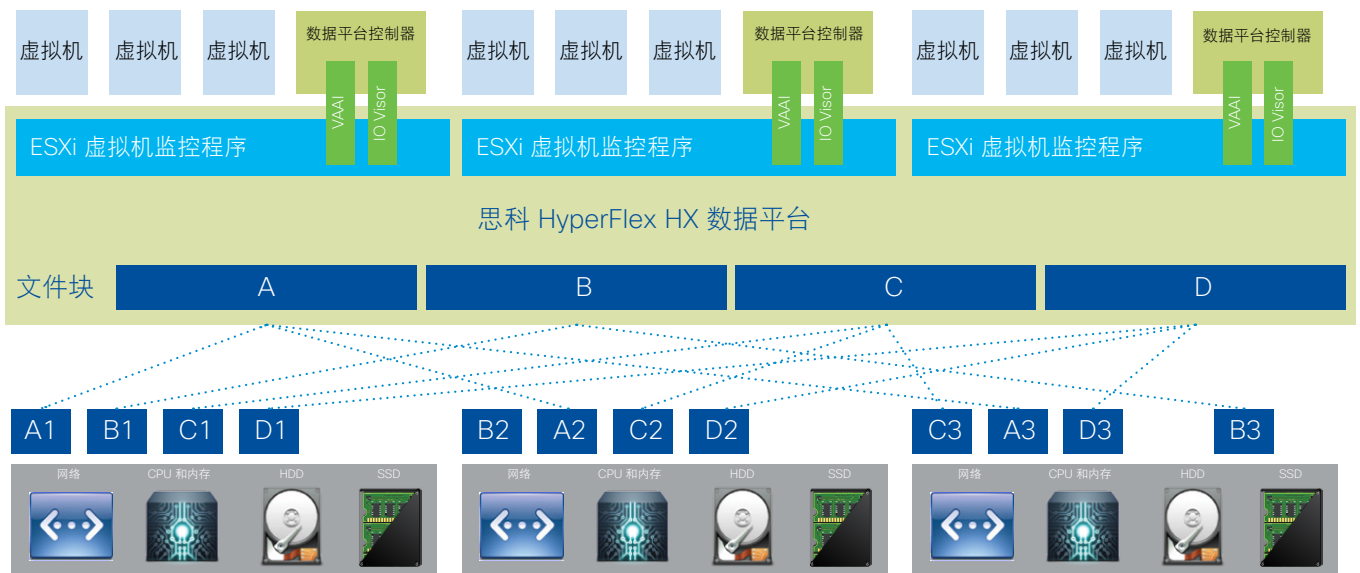 虚拟机 虚拟机 虚拟机 数据平台控制器 虚拟机 虚拟机 虚拟机 数据平台控制器 虚拟机 虚拟机 虚拟机 数据平台控制器
VAAI IO Visor VAAI IO Visor VAAI IO Visor
ESXi 虚拟机监控程序 ESXi 虚拟机监控程序 ESXi 虚拟机监控程序
思科 HyperFlex HX 数据平台
文件块 A B C D
A1 B1 C1 D1 B2 A2 C2 D2 C3 A3 D3 B3
网络 CPU 和内存 HDD SSD 网络 CPU 和内存 HDD SSD 网络 CPU 和内存 HDD SSD